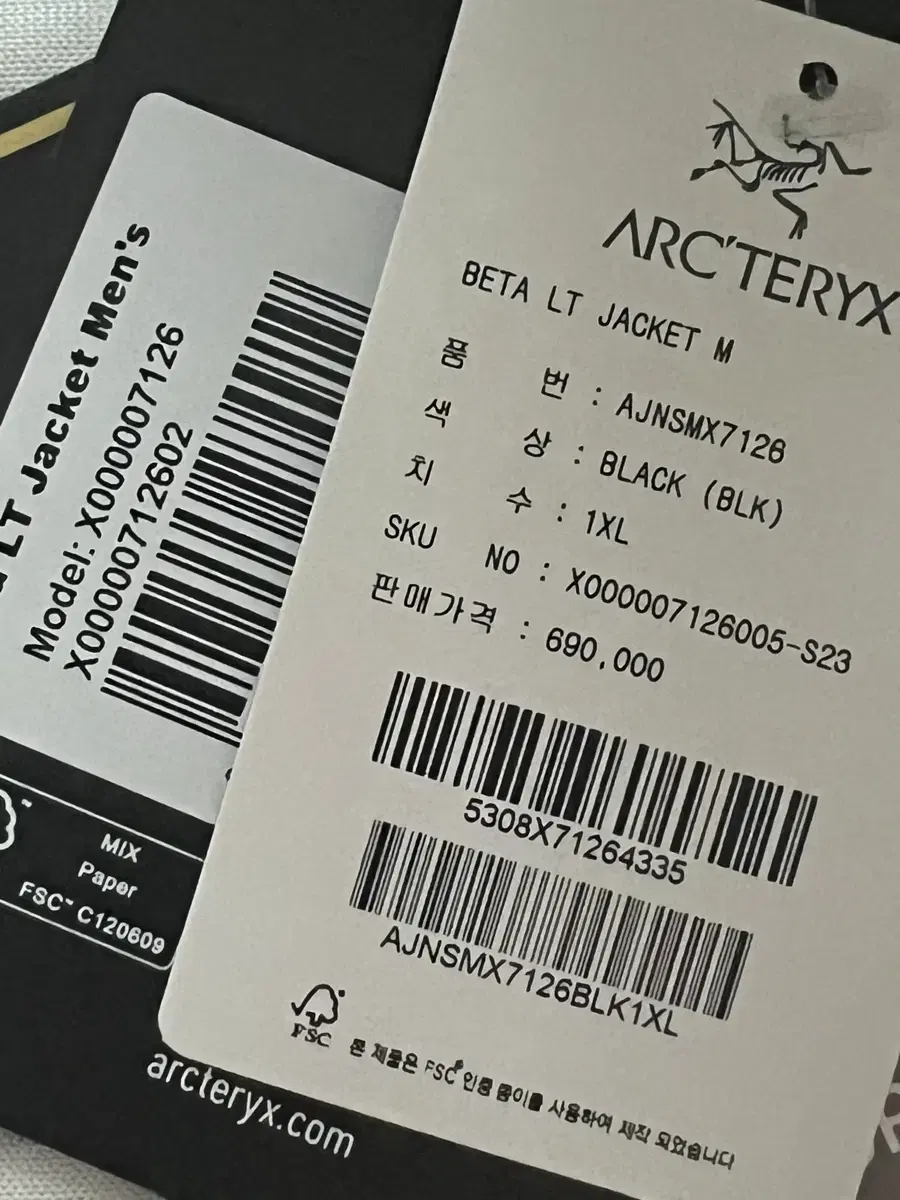 LT Jacket Men's
Model: X000007126
X00000712602
MIX
Paper
FSC™ C120609
arcteryx.com
ARC'TERYX
BETA LT JACKET M
품 번 : AJNSMX7126
색 상 : BLACK (BLK)
치 수 : 1XL
SKU NO : X000007126005-S23
판매가격 : 690,000
5308X71264335
AJNSMX7126BLK1XL
FSC
본 제품은 FSC® 인증 종이를 사용하여 제작 되었습니다